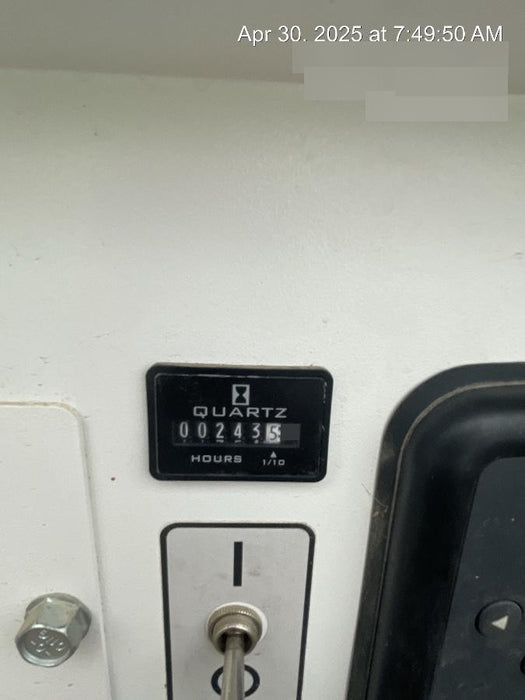 Apr 30. 2025 at 7:49:50 AM
QUARTZ
002435
HOURS 1/10